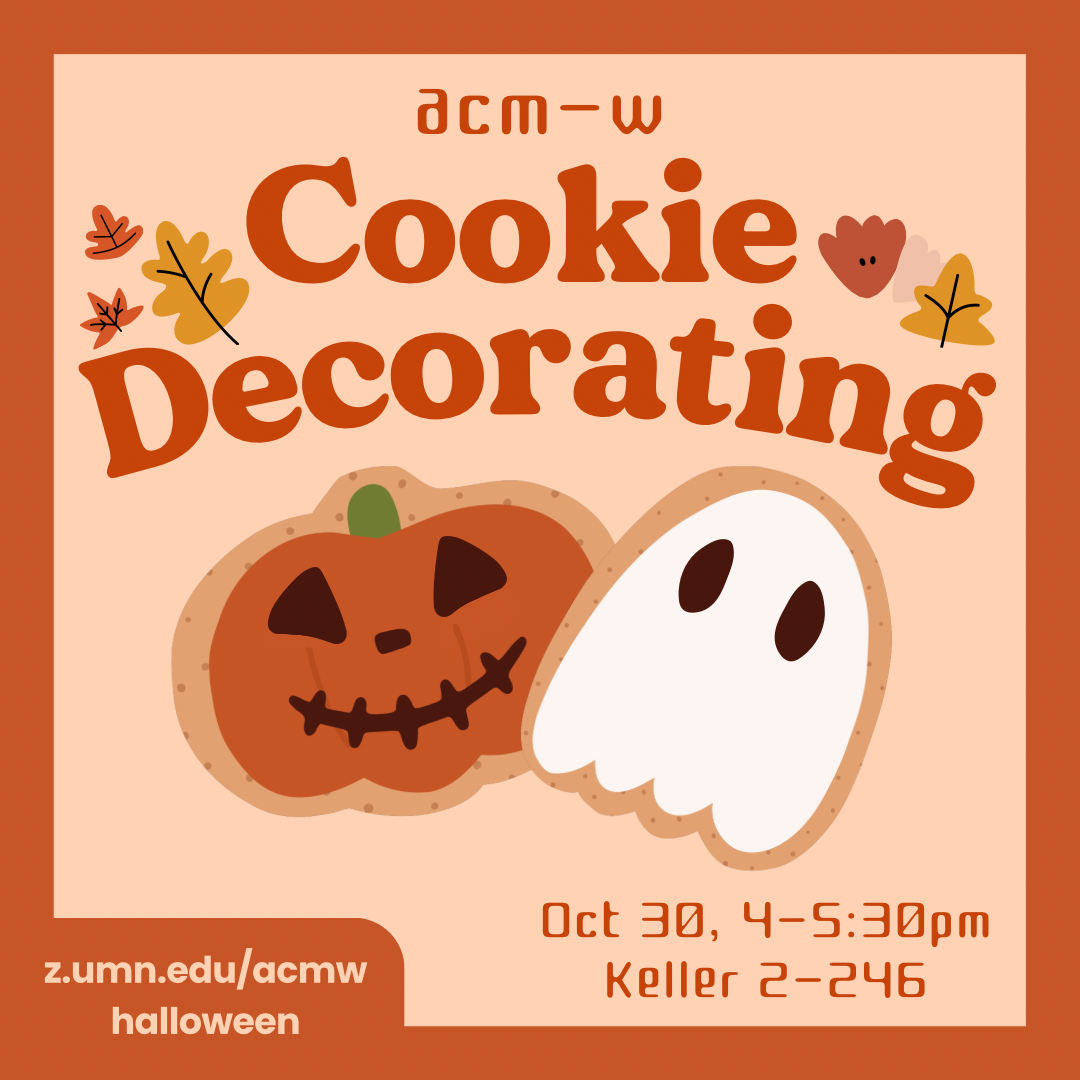 acm-w
Cookie
Decorating
Oct 30, 4-5:30pm
Keller 2-246
z.umn.edu/acmw
halloween